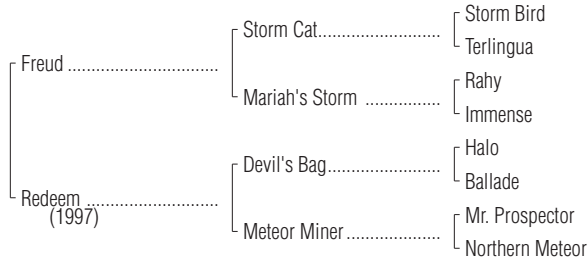 Storm Bird
Storm Cat..........................
Terlingua
Freud ................................
Rahy
Mariah's Storm ................
Immense
Halo
Devil's Bag........................
Ballade
Redeem ............................
(1997)
Mr. Prospector
Meteor Miner....................
Northern Meteor